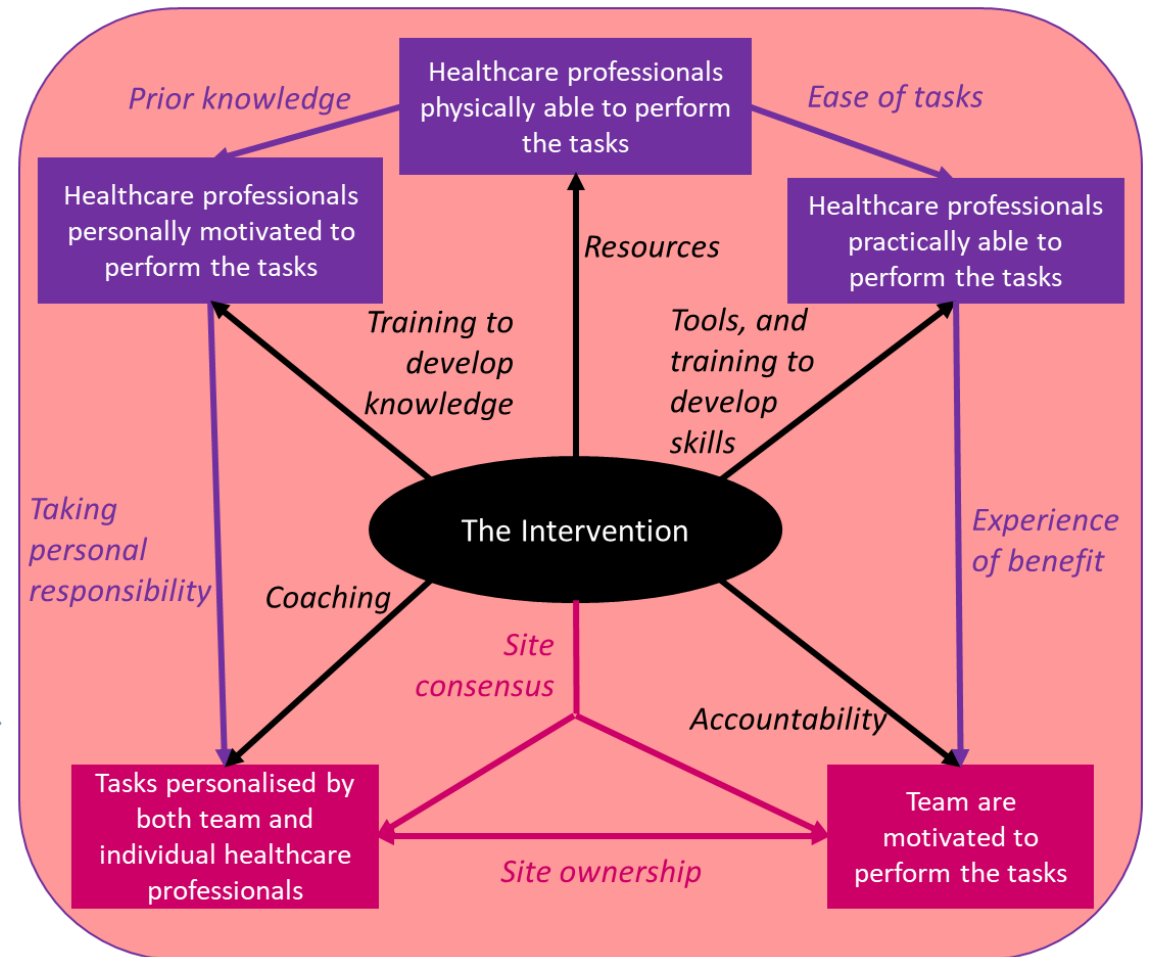 Healthcare professionals
physically able to perform
the tasks
Prior knowledge
Ease of tasks
Healthcare professionals
personally motivated to
perform the tasks
Healthcare professionals
practically able to
perform the tasks
Resources
Training to
develop
knowledge
Tools, and
training to
develop
skills
The Intervention
Taking
personal
responsibility
Experience
of benefit
Coaching
Site
consensus
Accountability
Tasks personalised by
both team and
individual healthcare
professionals
Site ownership
Team are
motivated to
perform the tasks